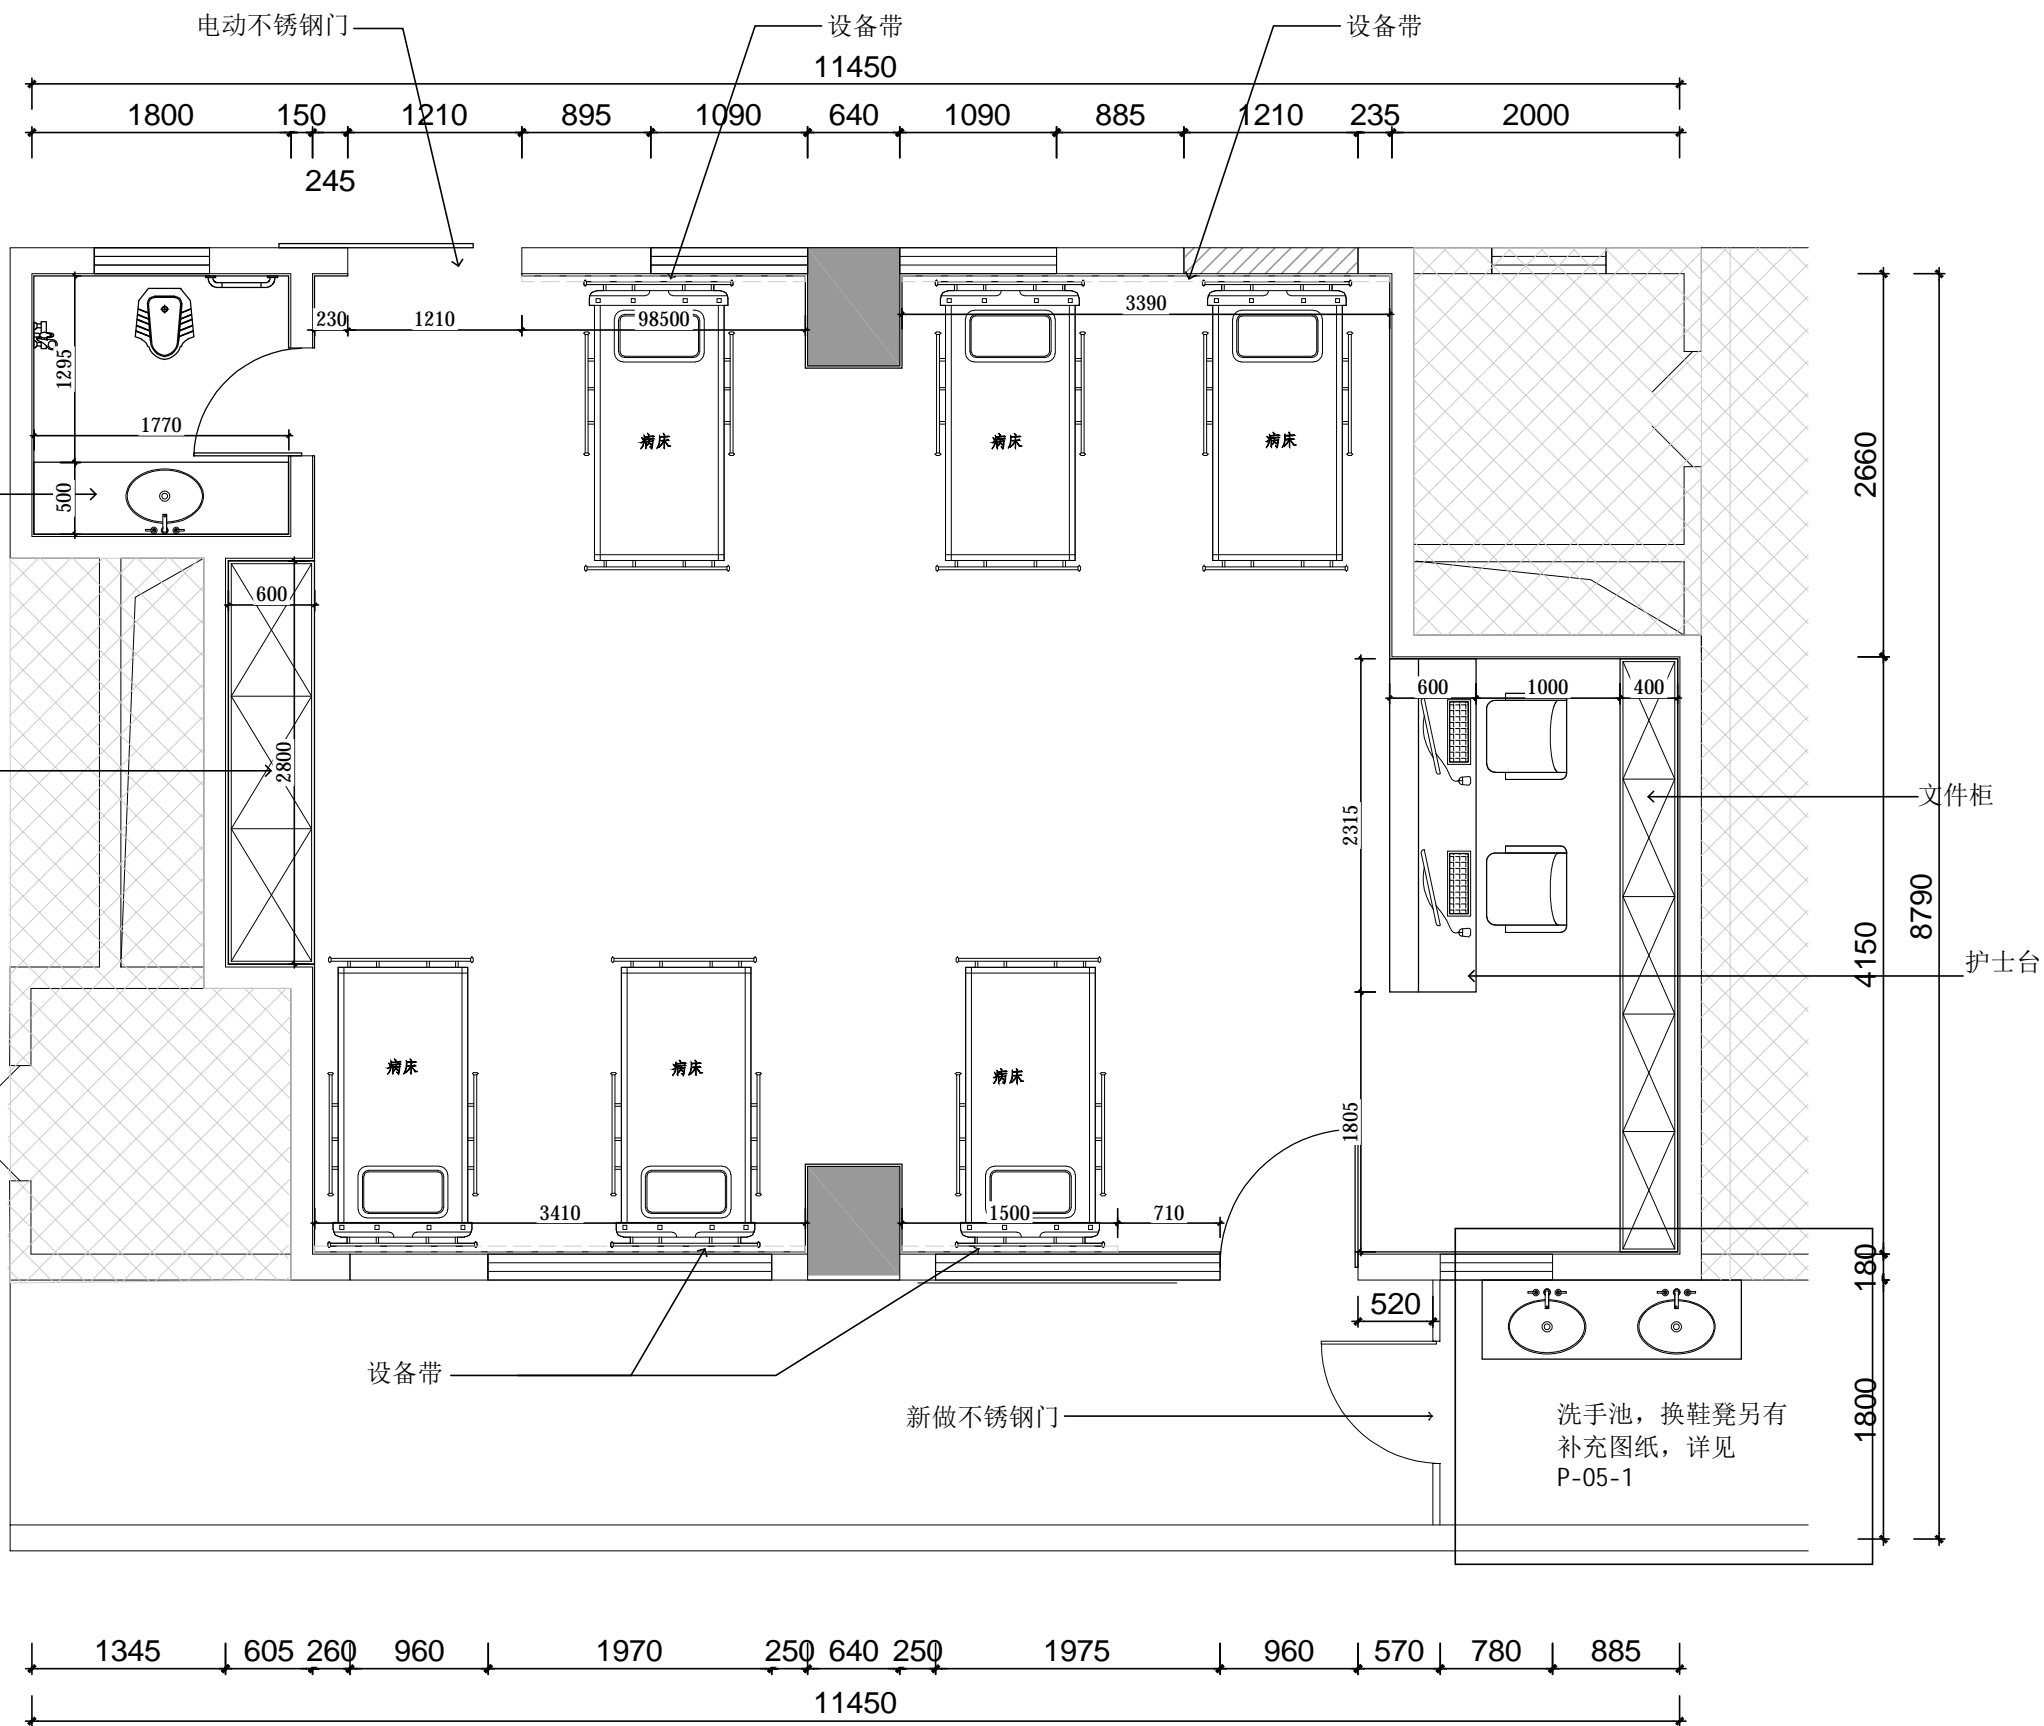 电动不锈钢门
设备带
设备带
11450
1800 150 1210 895 1090 640 1090 885 1210 235 2000
245
230 1210 98500 3390
1295
1770
500
病床 病床 病床
2660
600
2800
600 1000 400
2315
文件柜
8790
4150
护士台
病床 病床 病床
1805
3410 1500 710
180
520
设备带
新做不锈钢门
洗手池，换鞋凳另有
补充图纸，详见
P-05-1
1800
1345 605 260 960 1970 250 640 250 1975 960 570 780 885
11450